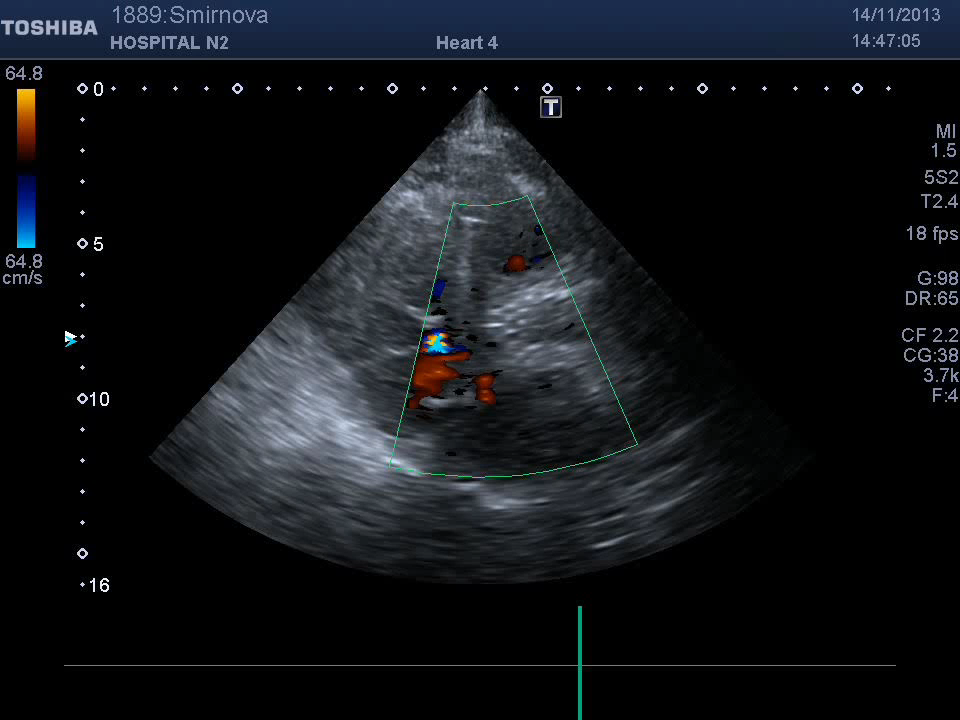 1889:Smirnova
14/11/2013
TOSHIBA
HOSPITAL N2
Heart 4
14:47:05
64.8
0
T
MI
1.5
5S2
T2.4
18 fps
5
64.8
cm/s
G:98
DR:65
CF 2.2
CG:38
3.7k
F:4
10
16